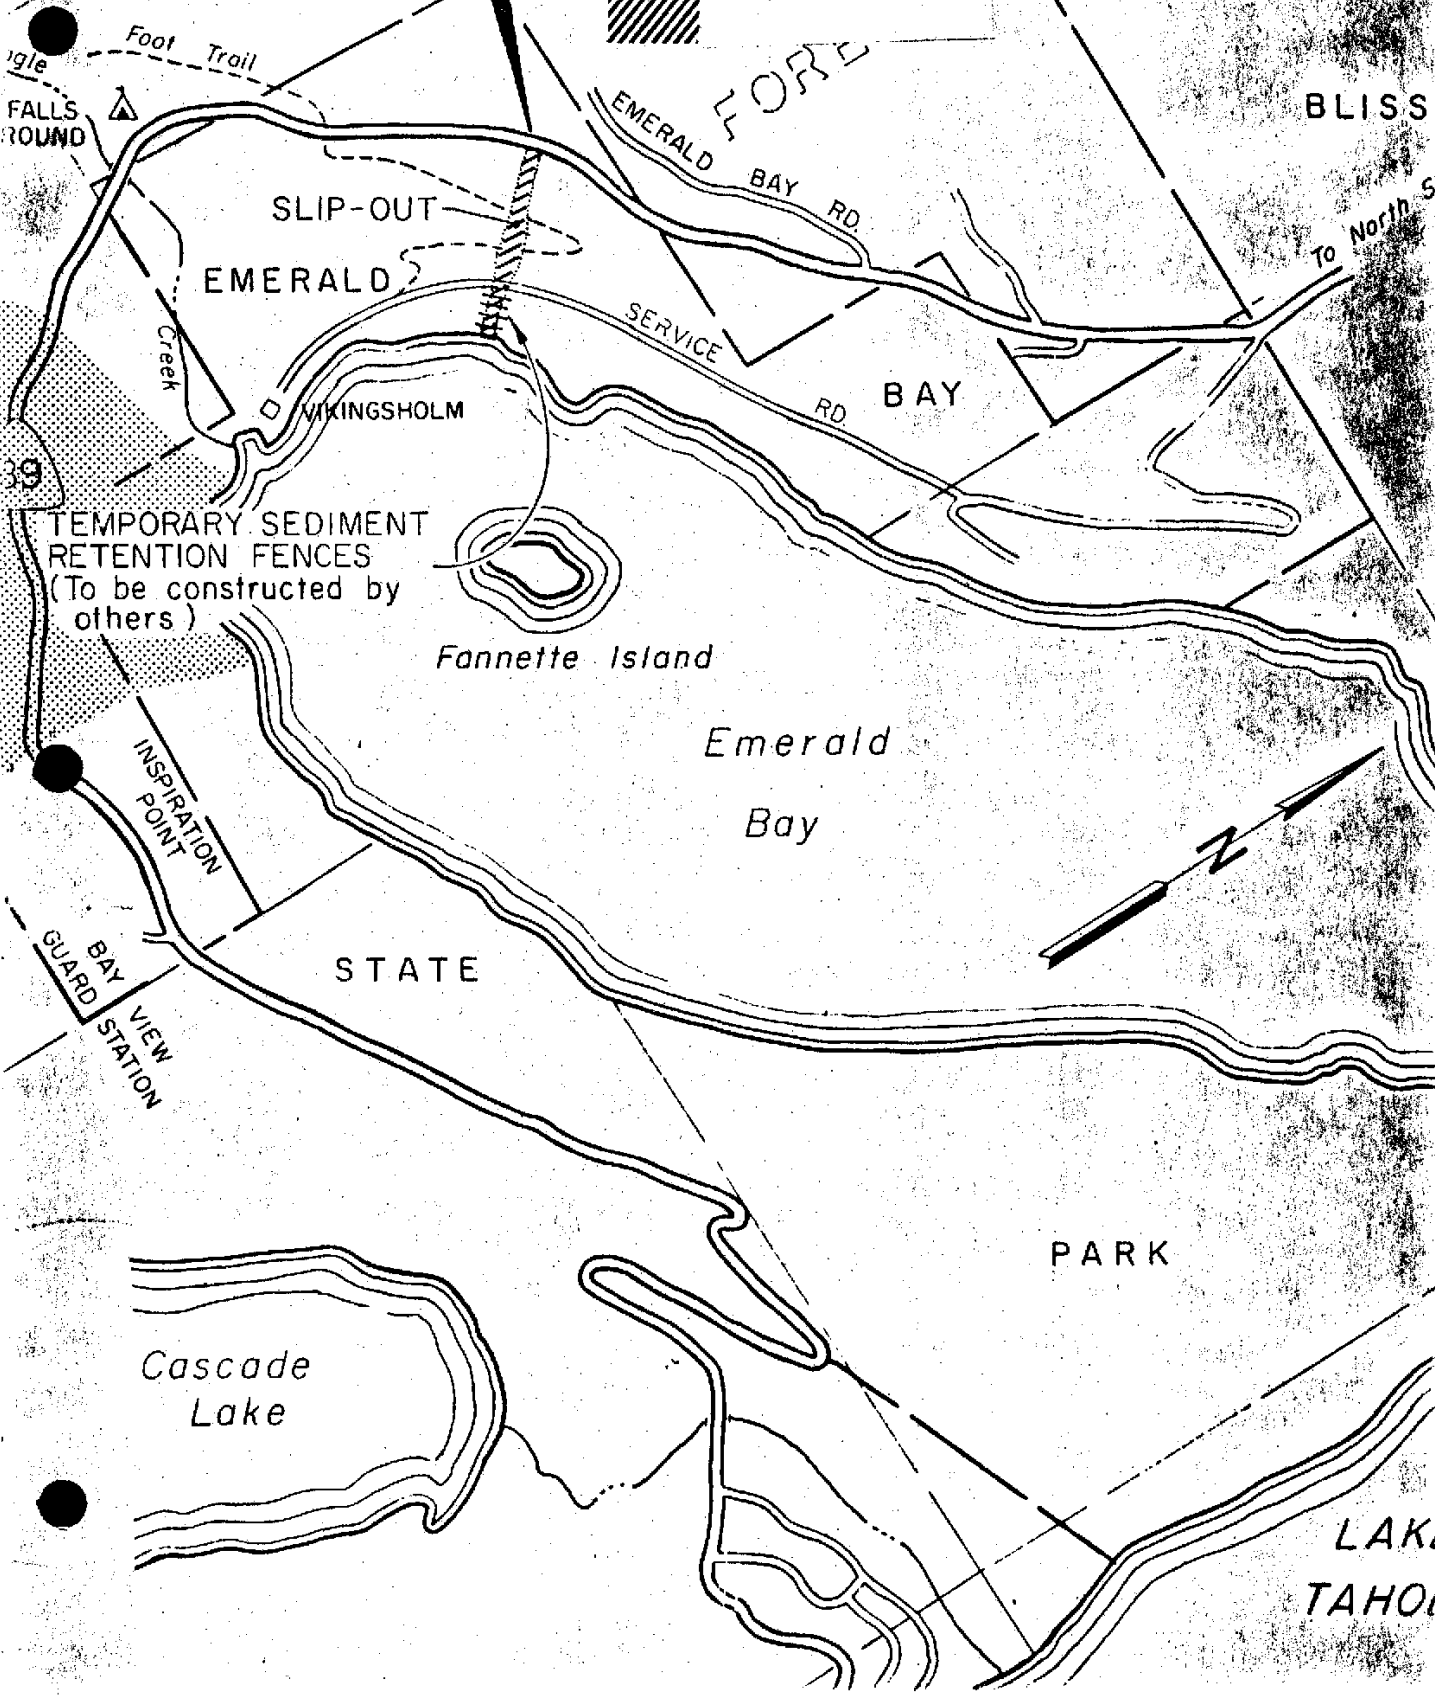 Foot Trail
FALLS
FORE
EMERALD BAY RD.
BLISS
SLIP-OUT
To North S
EMERALD
Creek
SERVICE RD.
BAY
VIKINGSHOLM
39
TEMPORARY SEDIMENT
RETENTION FENCES
(To be constructed by
others)
Fannette Island
Emerald
Bay
INSPIRATION
POINT
N
BAY VIEW
GUARD STATION
STATE
PARK
Cascade
Lake
LAK
TAHO